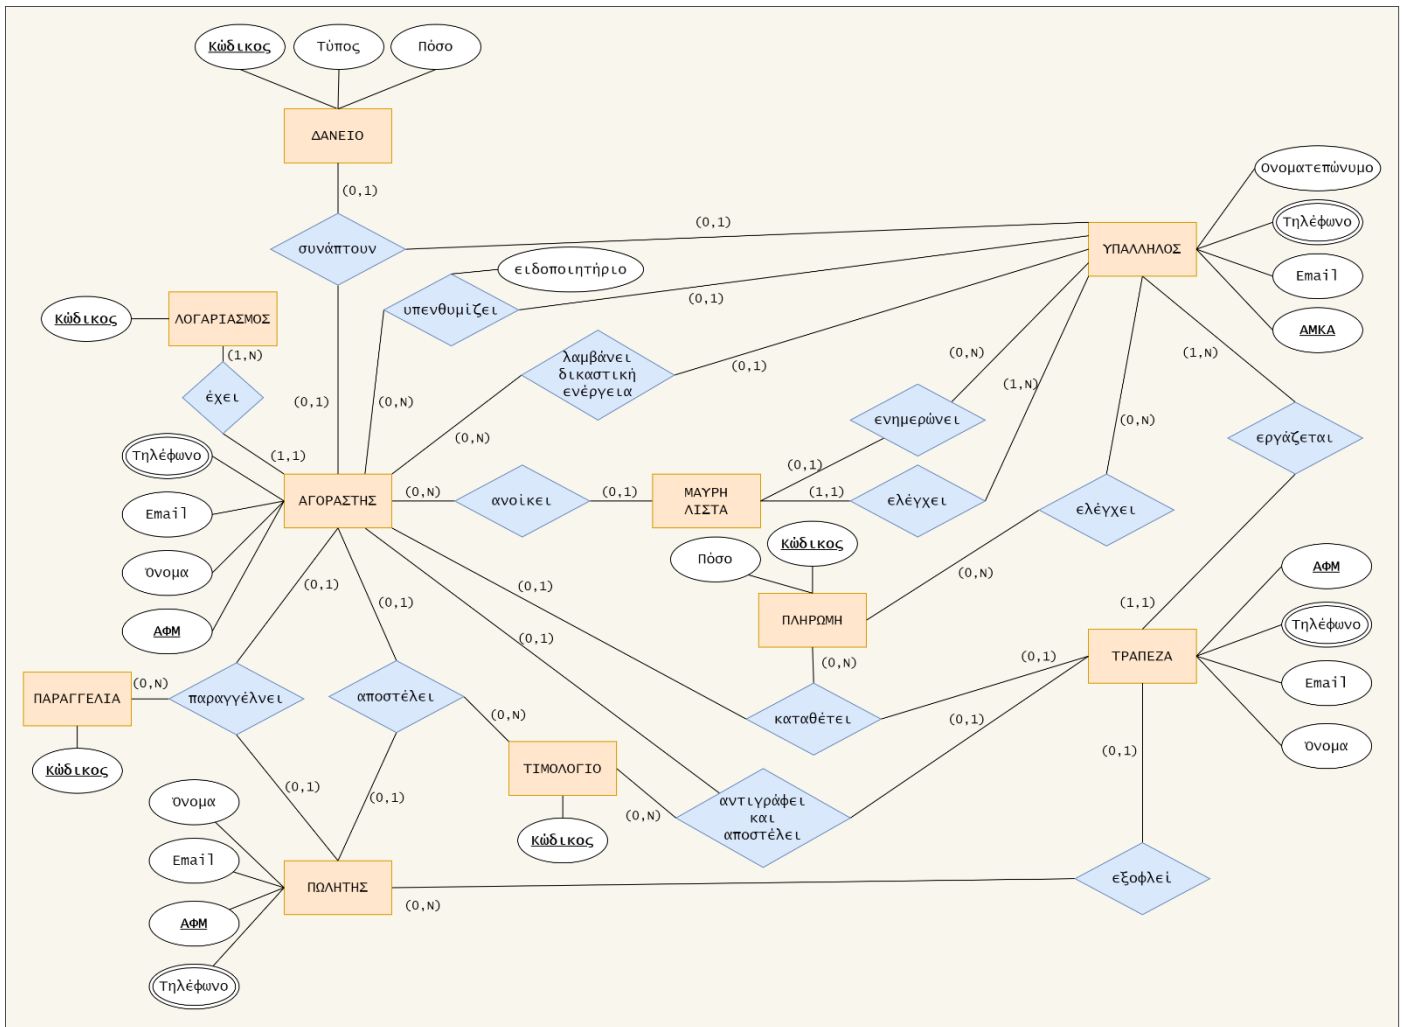 Κώδικος
Τύπος
Πόσο
ΔΑΝΕΙΟ
(0,1)
Ονοματεπώνυμο
(0,1)
Τηλέφωνο
συνάπτουν
ΥΠΑΛΛΗΛΟΣ
ειδοποιητήριο
Email
(0,1)
Κώδικος
ΛΟΓΑΡΙΑΣΜΟΣ
υπενθυμίζει
ΑΜΚΑ
(1,N)
λαμβάνει
δικαστική
ενέργεια
(0,1)
(0,N)
(1,N)
(1,N)
έχει
(0,1)
(0,N)
ενημερώνει
(0,N)
(0,N)
εργάζεται
Τηλέφωνο
(1,1)
(0,1)
ΑΓΟΡΑΣΤΗΣ
(0,N)
ανοίκει
(0,1)
ΜΑΥΡΗ
ΛΙΣΤΑ
(1,1)
ελέγχει
ελέγχει
Email
Κώδικος
Πόσο
Όνομα
(0,1)
(0,1)
(0,1)
(0,N)
ΑΦΜ
(1,1)
ΑΦΜ
ΠΛΗΡΩΜΗ
Τηλέφωνο
(0,1)
(0,N)
(0,1)
ΤΡΑΠΕΖΑ
Email
(0,N)
ΠΑΡΑΓΓΕΛΙΑ
παραγγέλνει
αποστέλει
(0,N)
καταθέτει
(0,1)
Όνομα
(0,1)
Κώδικος
ΤΙΜΟΛΟΓΙΟ
(0,1)
(0,1)
Όνομα
(0,N)
αντιγράφει
και
αποστέλει
Κώδικος
Email
ΠΩΛΗΤΗΣ
(0,N)
εξοφλεί
ΑΦΜ
Τηλέφωνο